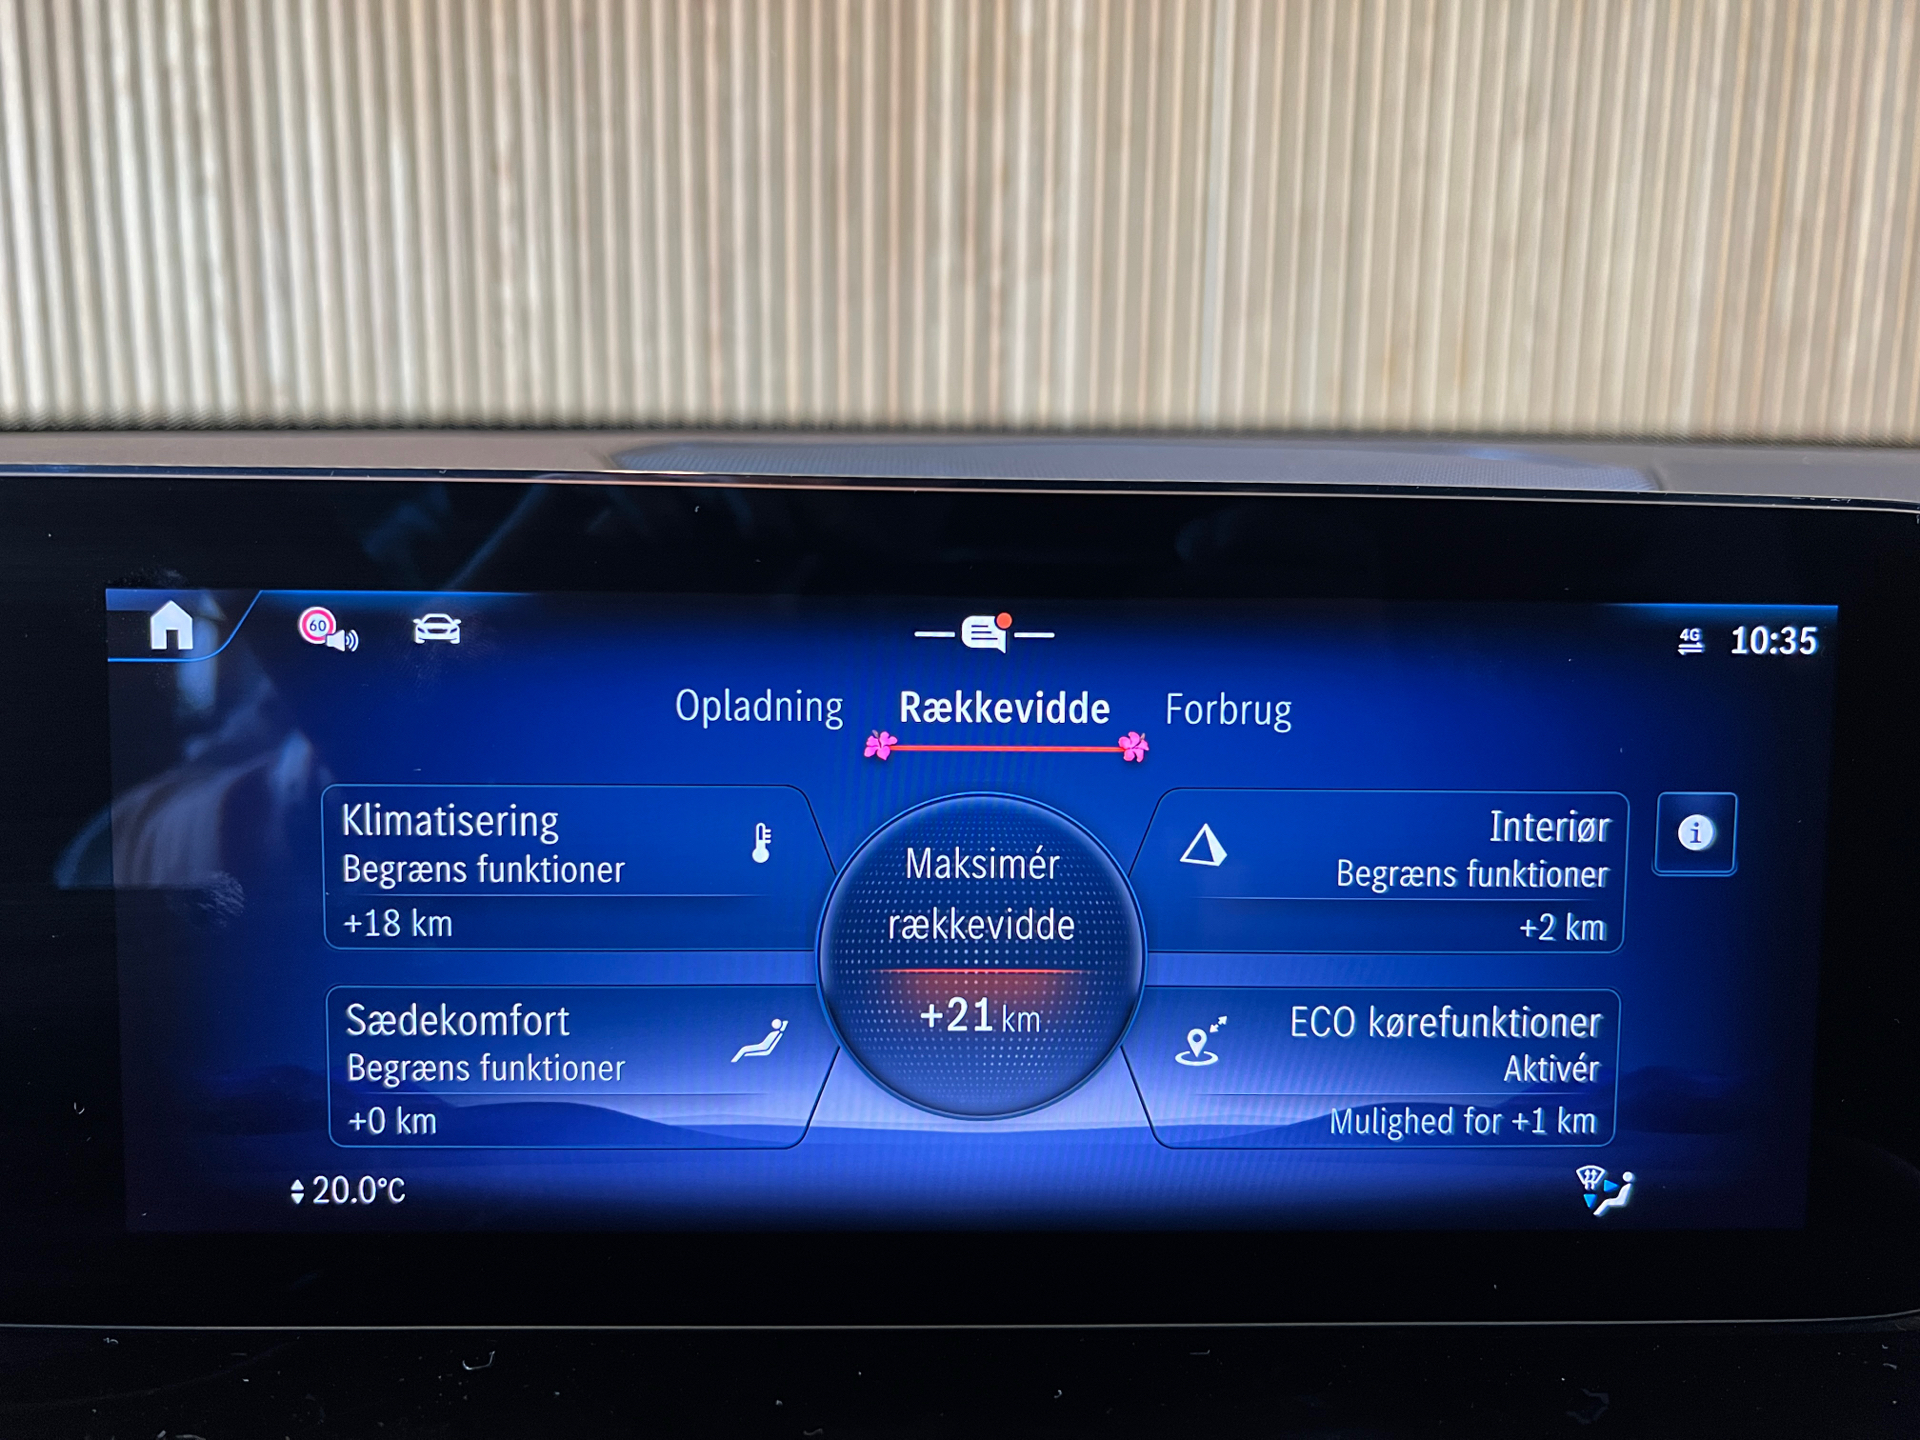 60
4G
10:35
Opladning
Rækkevidde
Forbrug
Klimatisering
Begræns funktioner
+18 km
Maksimér
rækkevidde
+21 km
Interiør
Begræns funktioner
+2 km
Sædekomfort
Begræns funktioner
+0 km
ECO kørefunktioner
Aktivér
Mulighed for +1 km
20.0°C